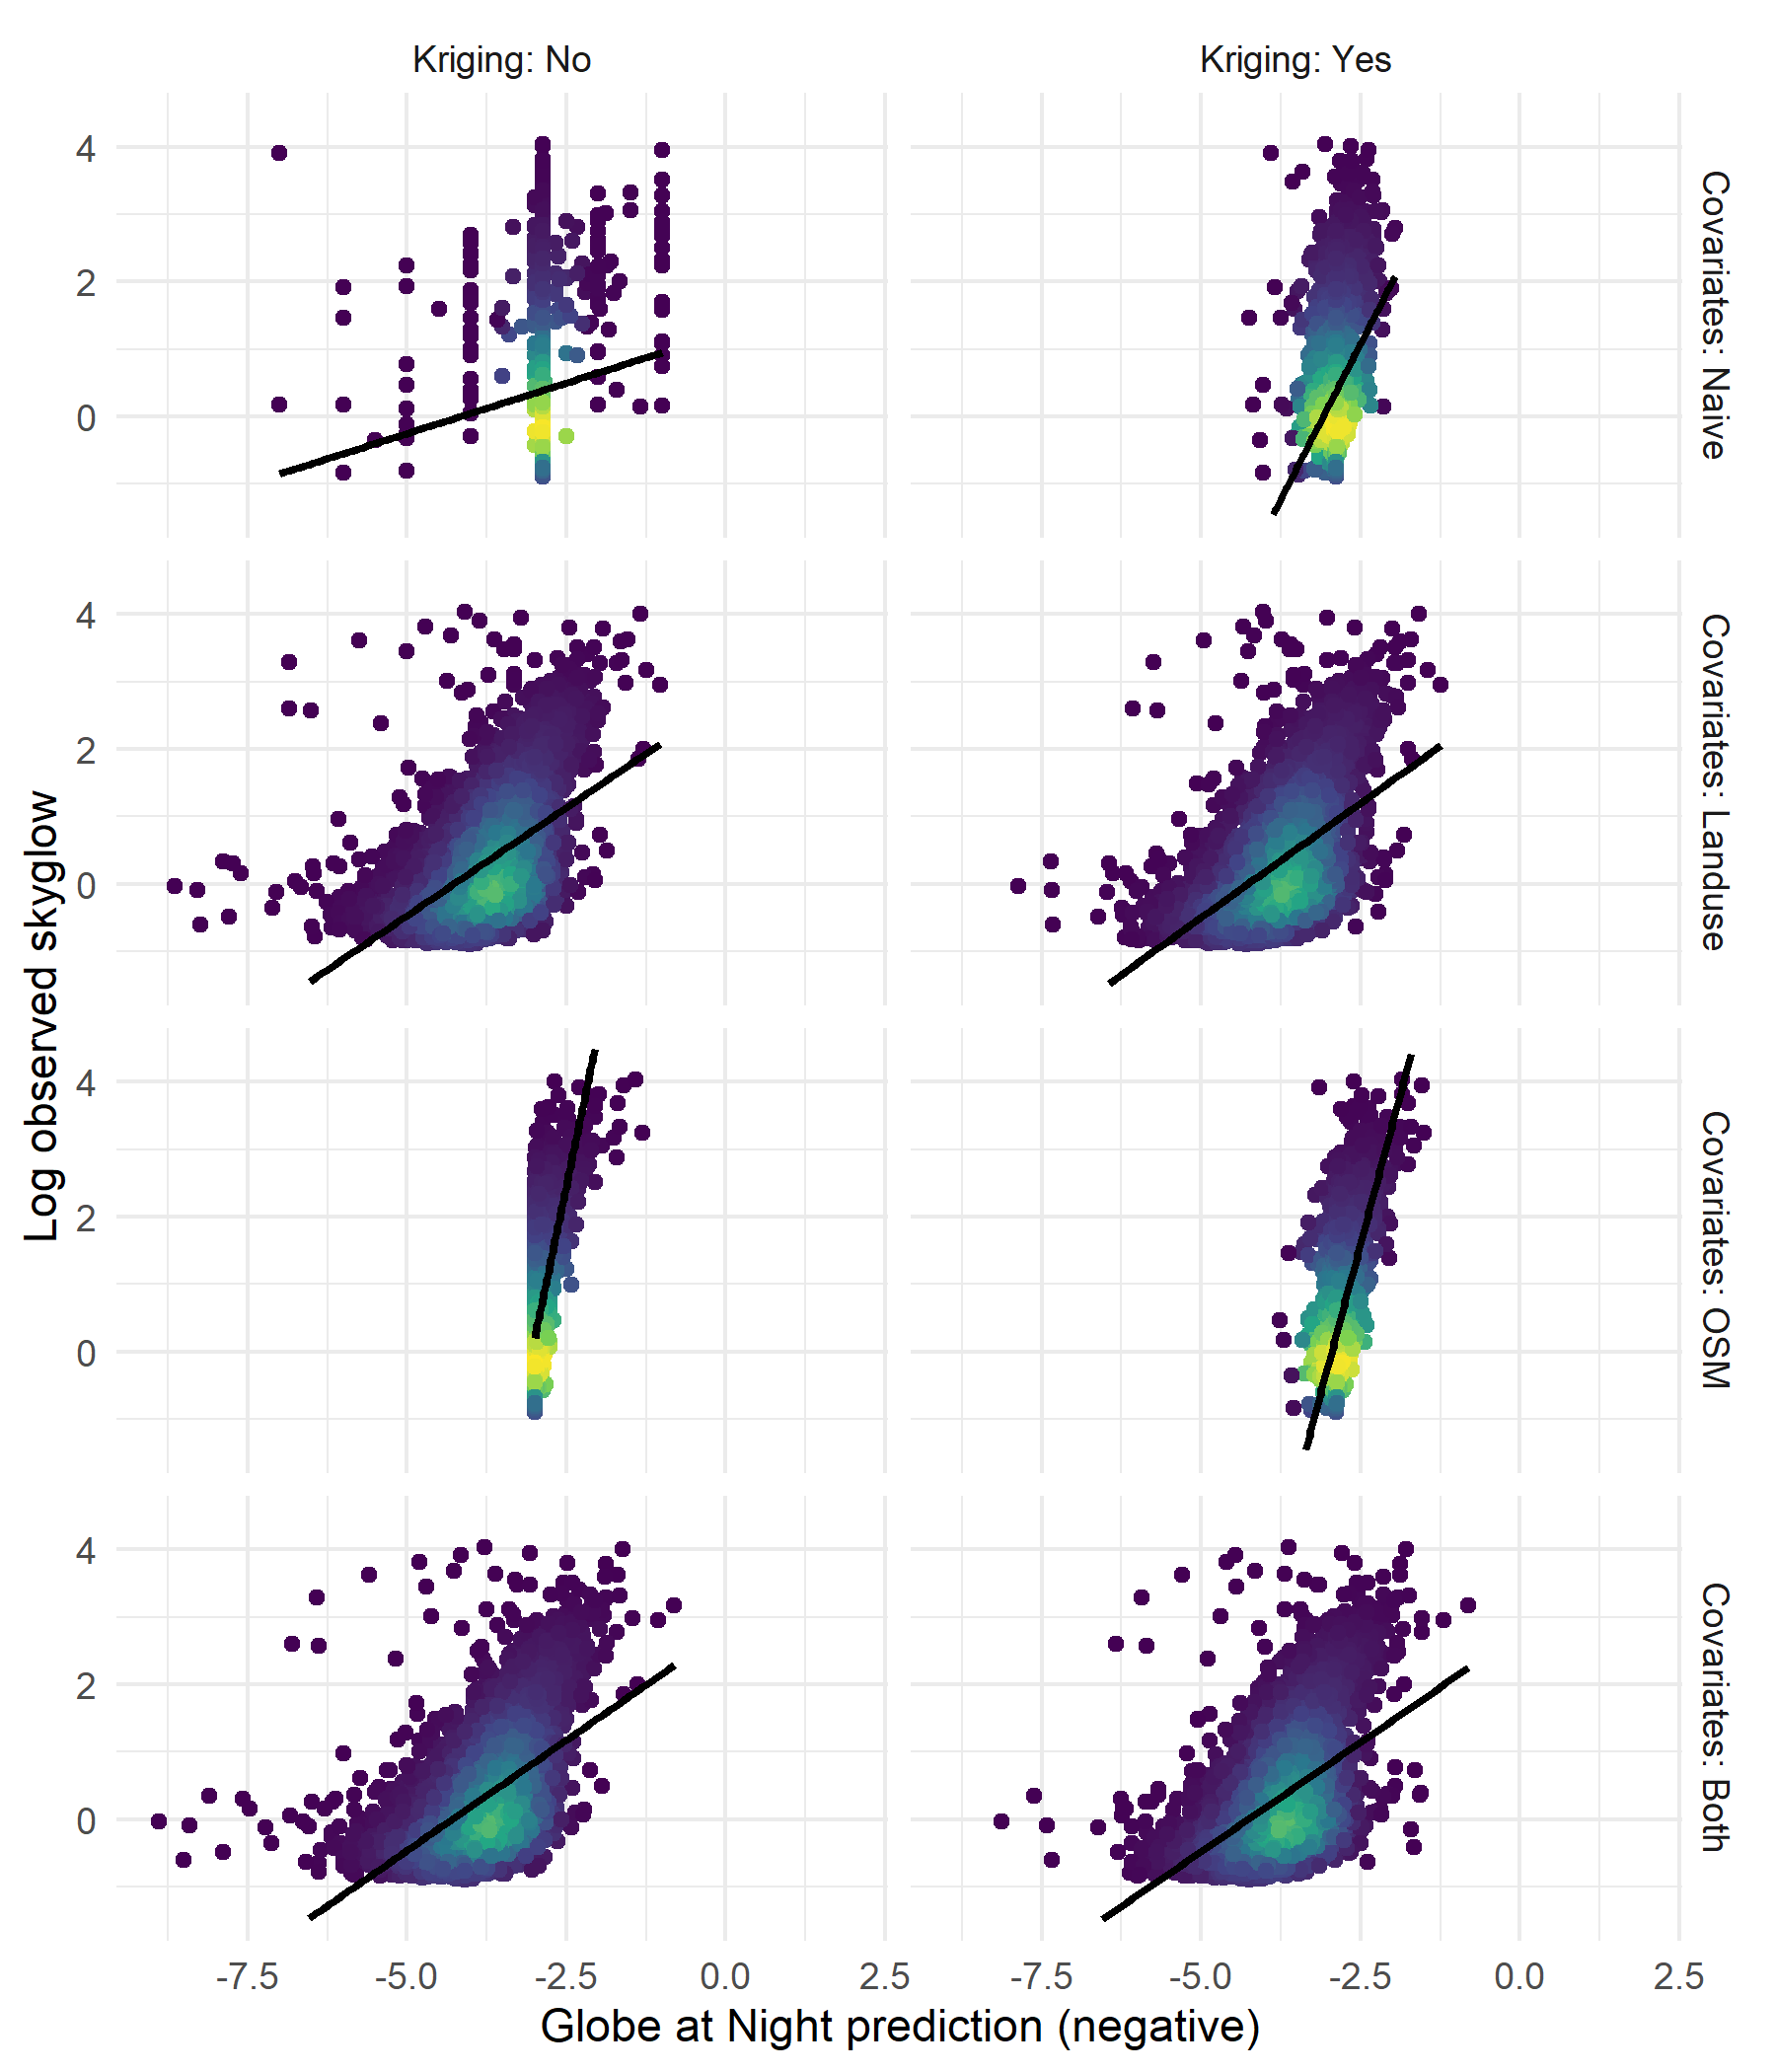 Kriging: No
Kriging: Yes
4
2
0
Covariates: Naive
4
2
0
Covariates: Landuse
Log observed skyglow
4
2
0
Covariates: OSM
4
2
0
Covariates: Both
-7.5
-5.0
-2.5
0.0
2.5
-7.5
-5.0
-2.5
0.0
2.5
Globe at Night prediction (negative)